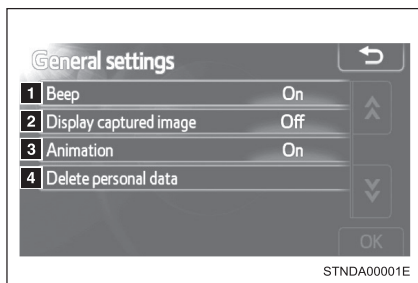 General settings
1 Beep On
2 Display captured image Off
3 Animation On
4 Delete personal data
OK
STNDA00001E